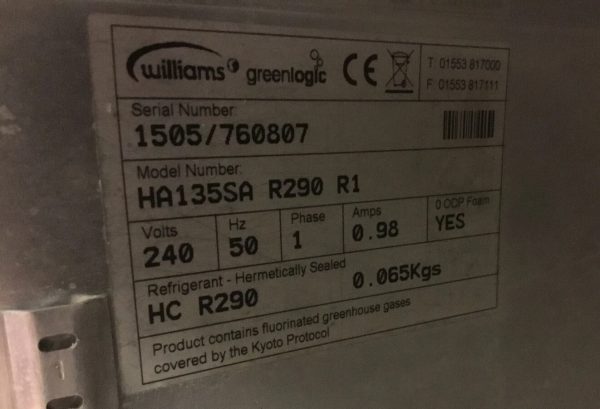 williams greenlogic CE T: 01553 817000
F: 01553 817111
Serial Number:
1505/760807
Model Number:
HA135SA R290 R1
Volts Hz Phase Amps 0 ODP Foam
240 50 1 0.98 YES
Refrigerant - Hermetically Sealed
HC R290 0.065Kgs
Product contains fluorinated greenhouse gases
covered by the Kyoto Protocol